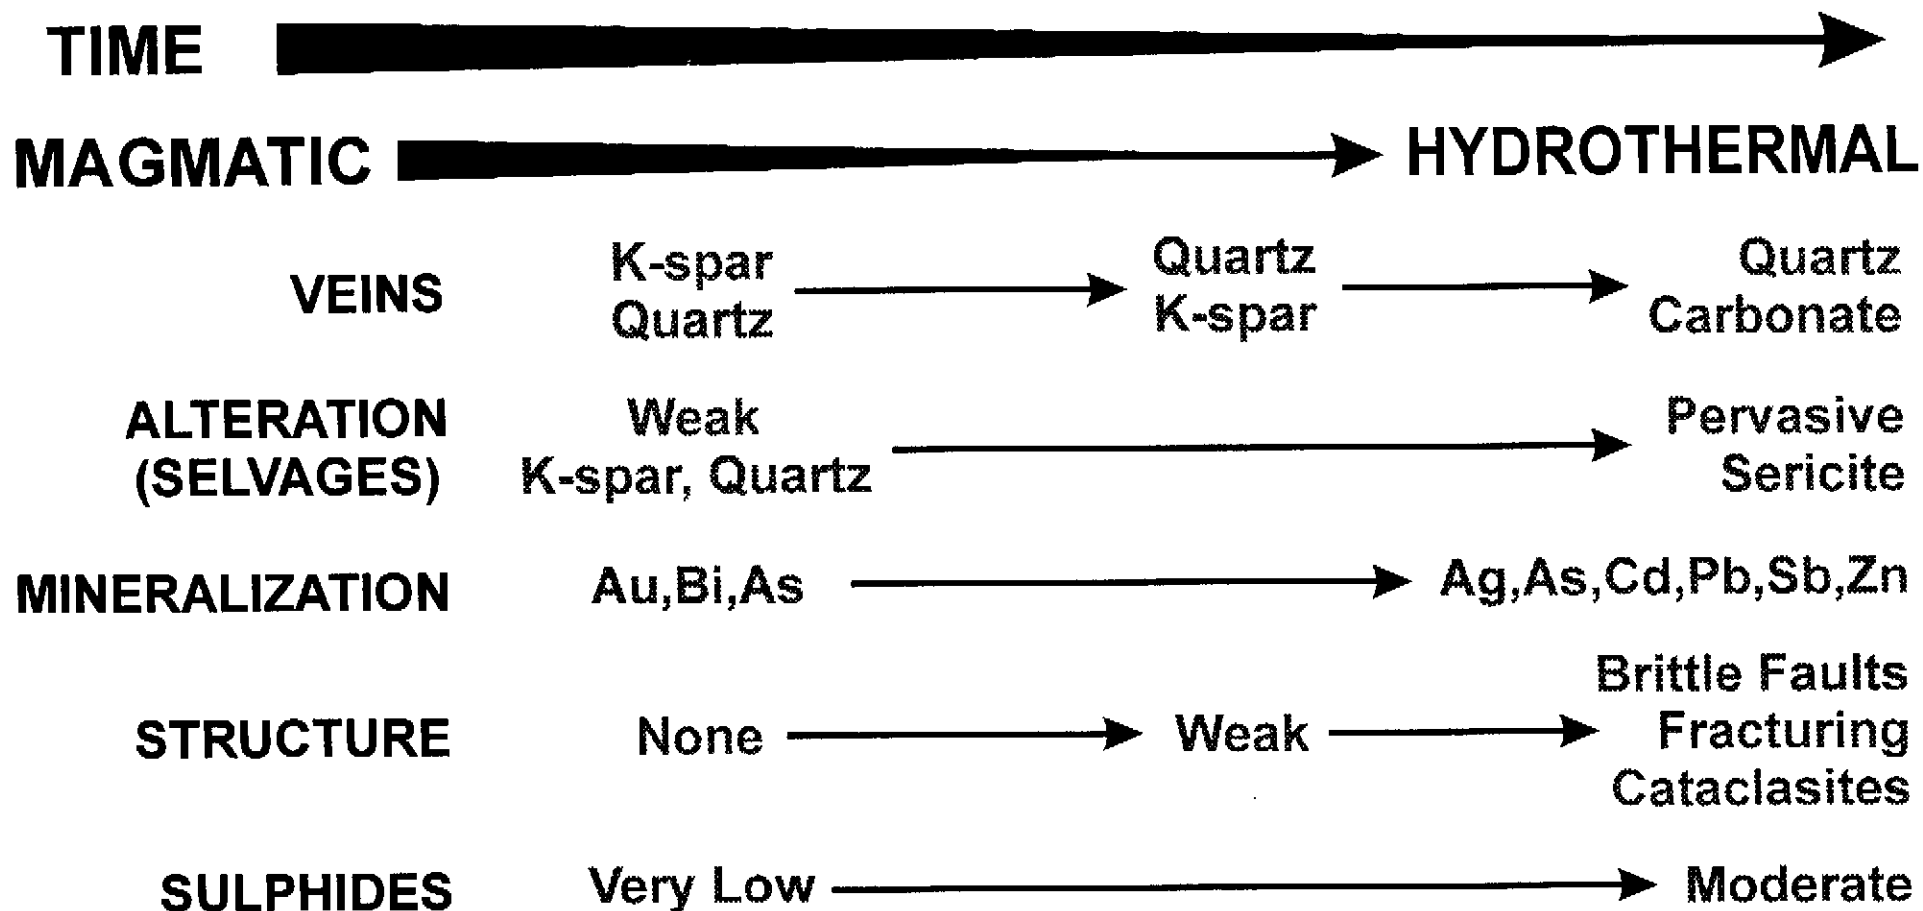 TIME
MAGMATIC HYDROTHERMAL
VEINS K-spar Quartz Quartz K-spar Quartz Carbonate
ALTERATION (SELVAGES) Weak K-spar, Quartz Pervasive Sericite
MINERALIZATION Au,Bi,As Ag,As,Cd,Pb,Sb,Zn
STRUCTURE None Weak Brittle Faults Fracturing Cataclasites
SULPHIDES Very Low Moderate